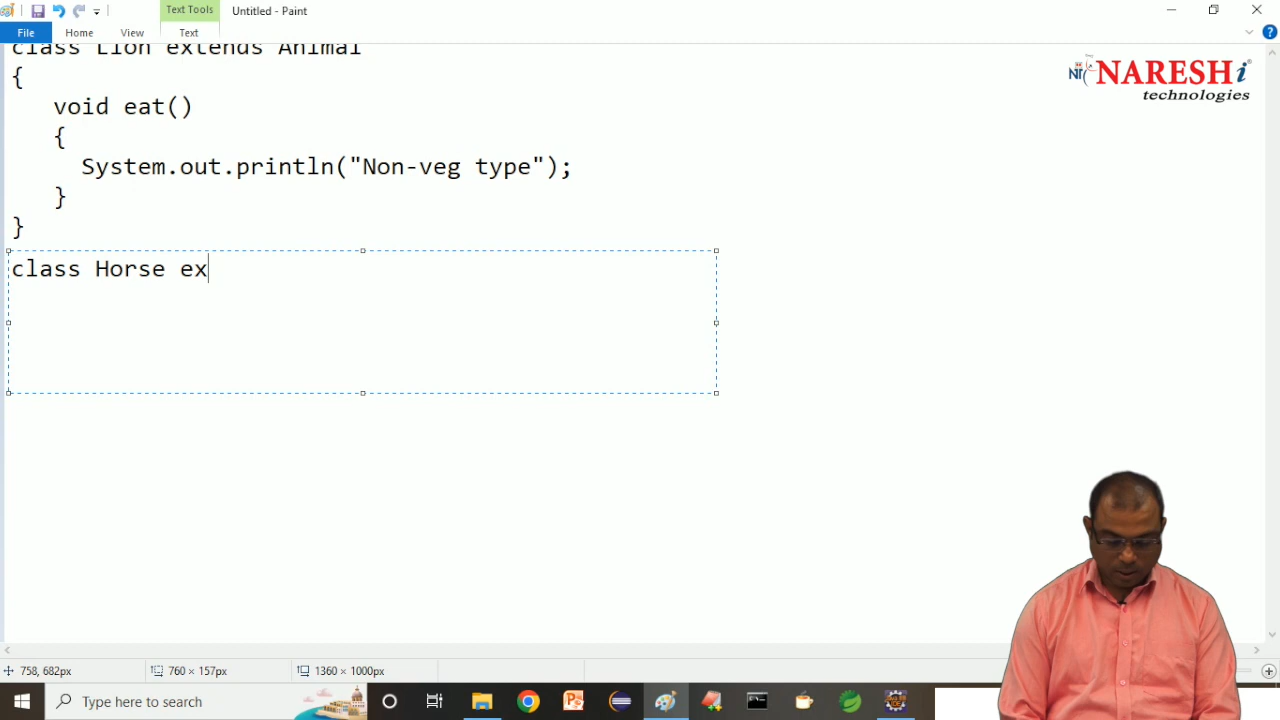 Text Tools
Untitled - Paint
File
Home
View
Text
class Lion extends Animal
{
void eat()
{
System.out.println("Non-veg type");
}
}
class Horse ex
NARESH i
technologies
758, 682px
760 × 157px
1360 × 1000px
Type here to search